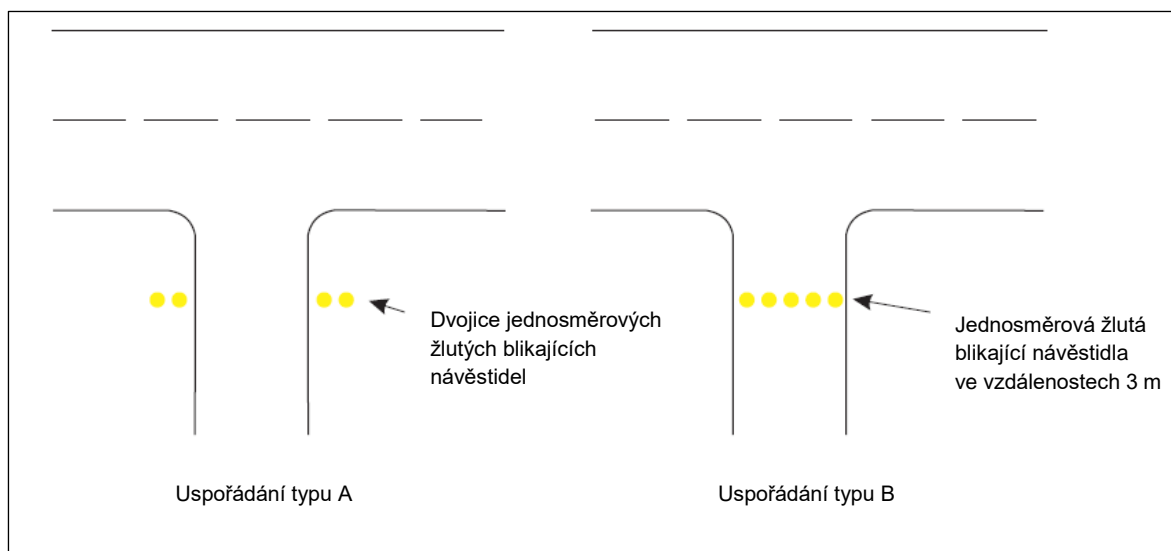 Dvojice jednosměrových
žlutých blikajících
návěstidel
Jednosměrová žlutá
blikající návěstidla
ve vzdálenostech 3 m
Uspořádání typu A
Uspořádání typu B